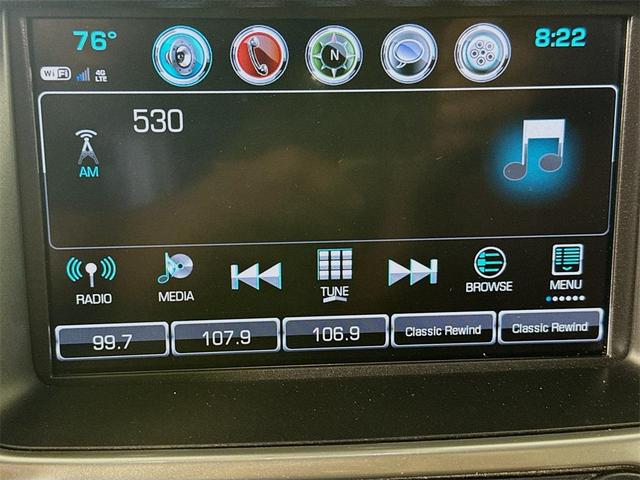 76°
N
8:22
WiFi
4G
LTE
530
AM
RADIO
MEDIA
TUNE
BROWSE
MENU
99.7
107.9
106.9
Classic Rewind
Classic Rewind